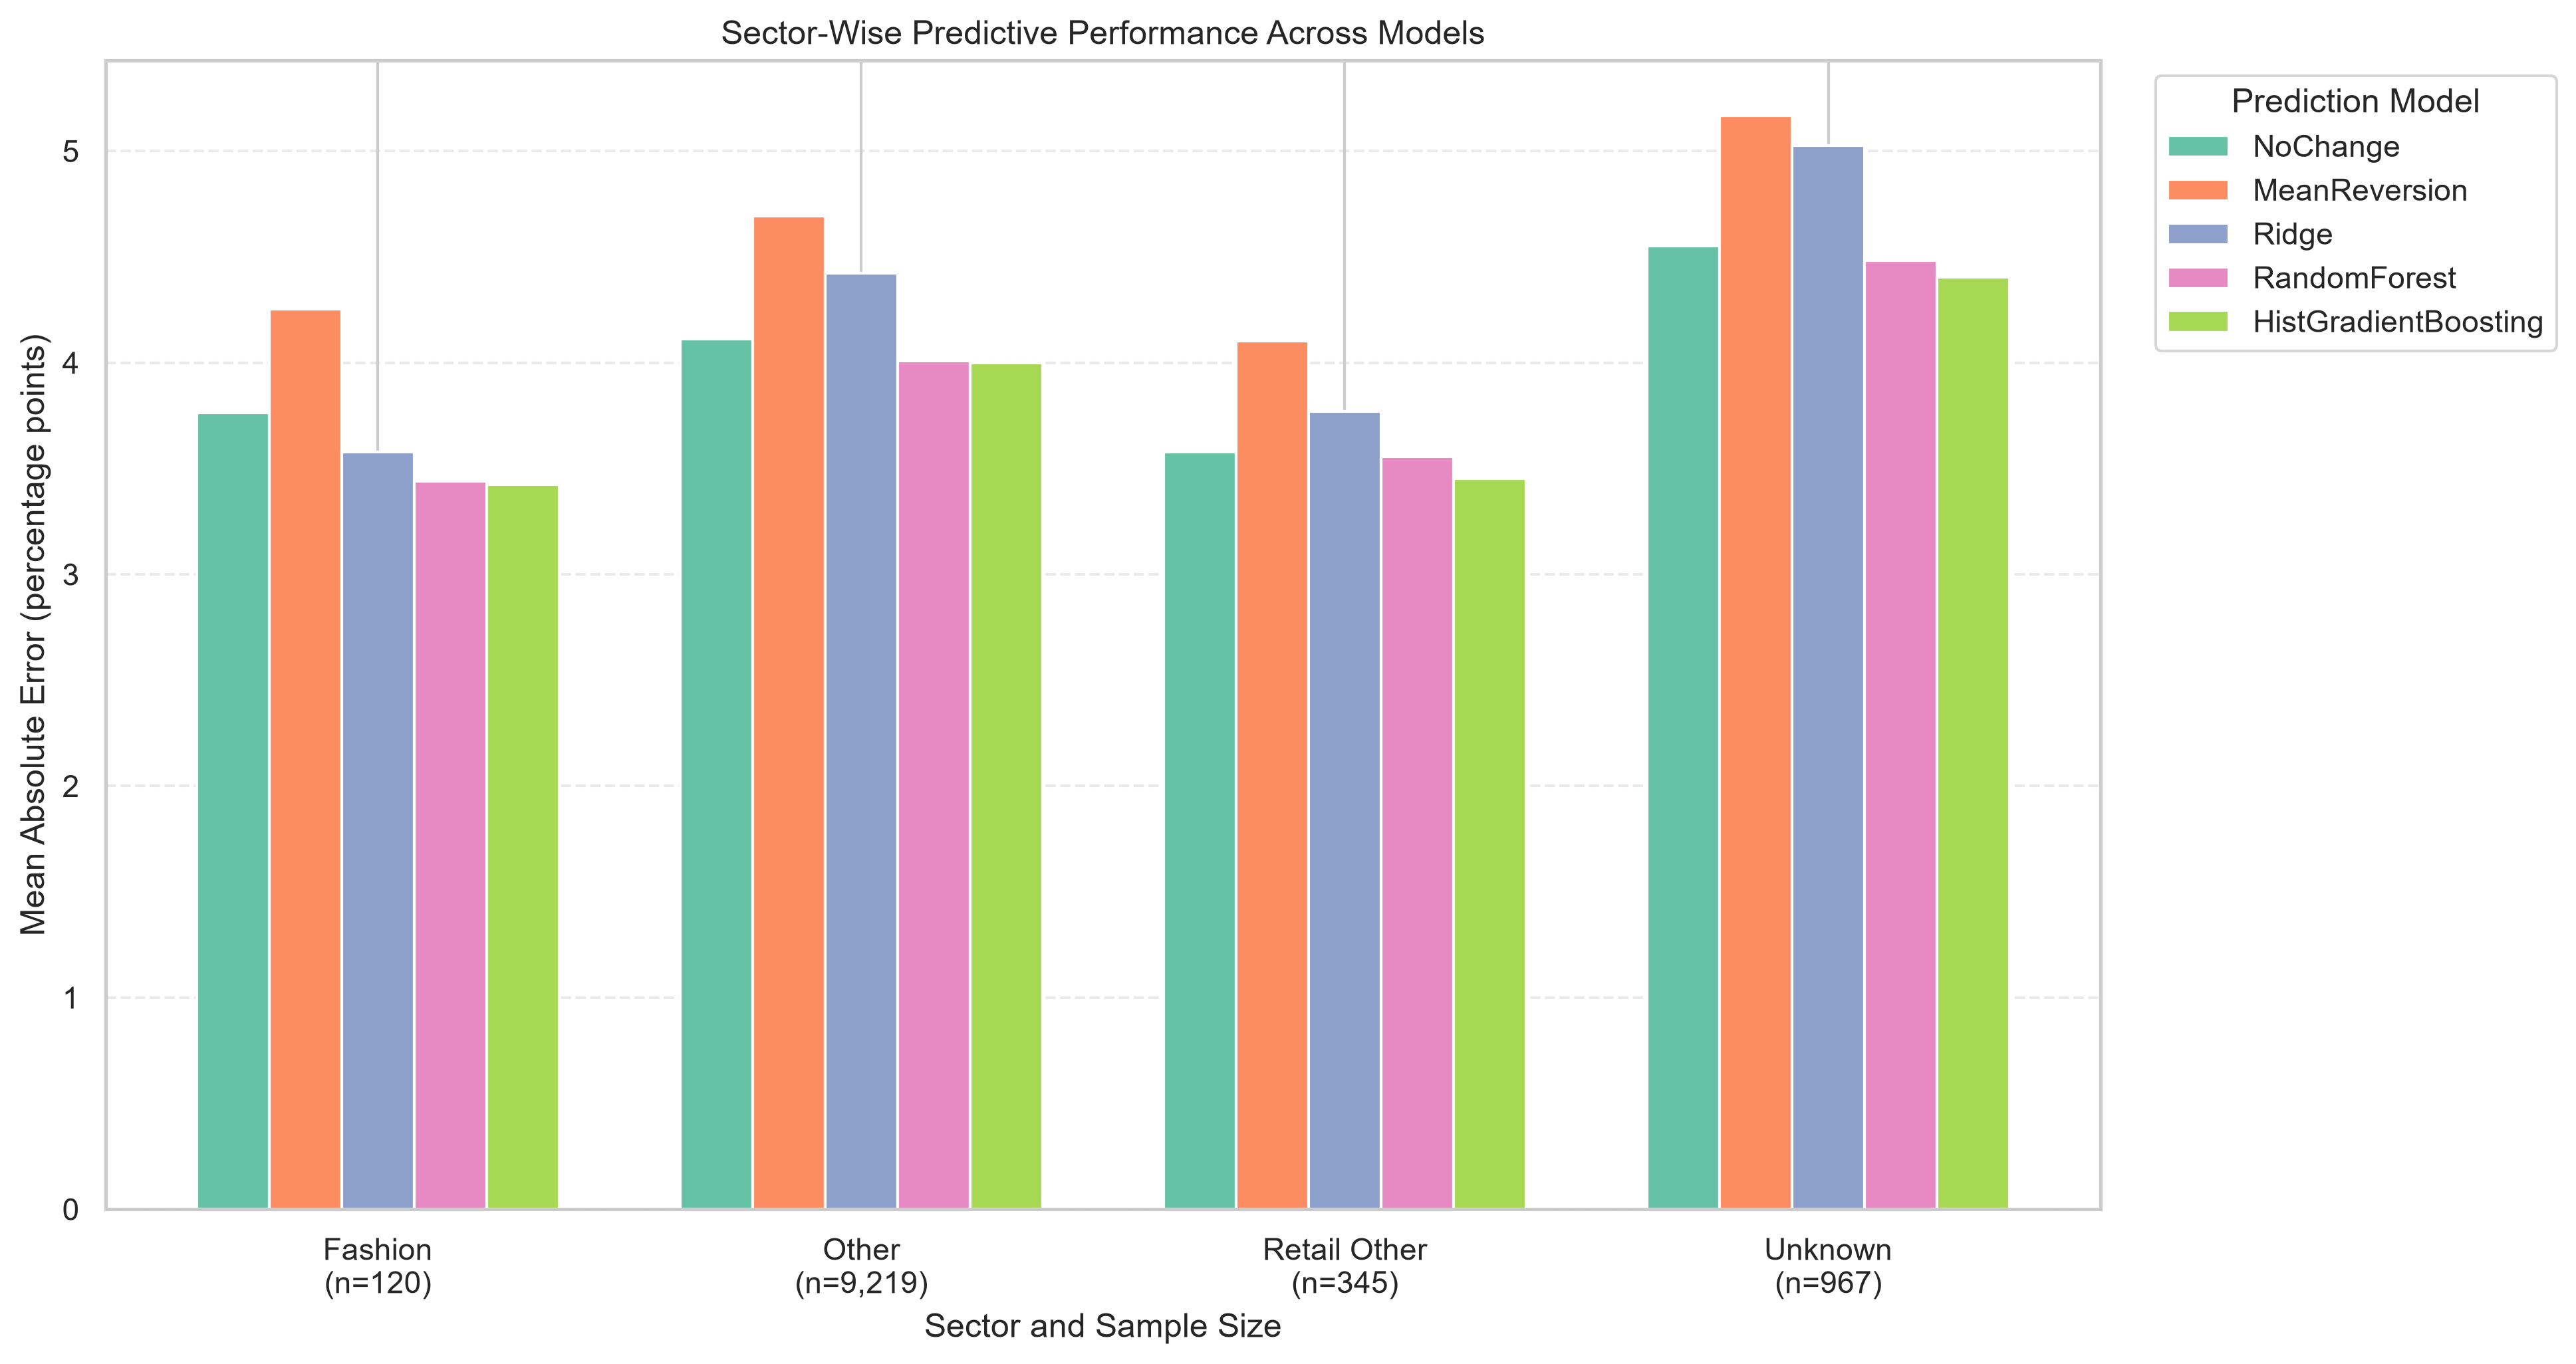 Sector-Wise Predictive Performance Across Models
Prediction Model
NoChange
MeanReversion
Ridge
RandomForest
HistGradientBoosting
Mean Absolute Error (percentage points)
5
4
3
2
1
0
Fashion
(n=120)
Other
(n=9,219)
Retail Other
(n=345)
Unknown
(n=967)
Sector and Sample Size